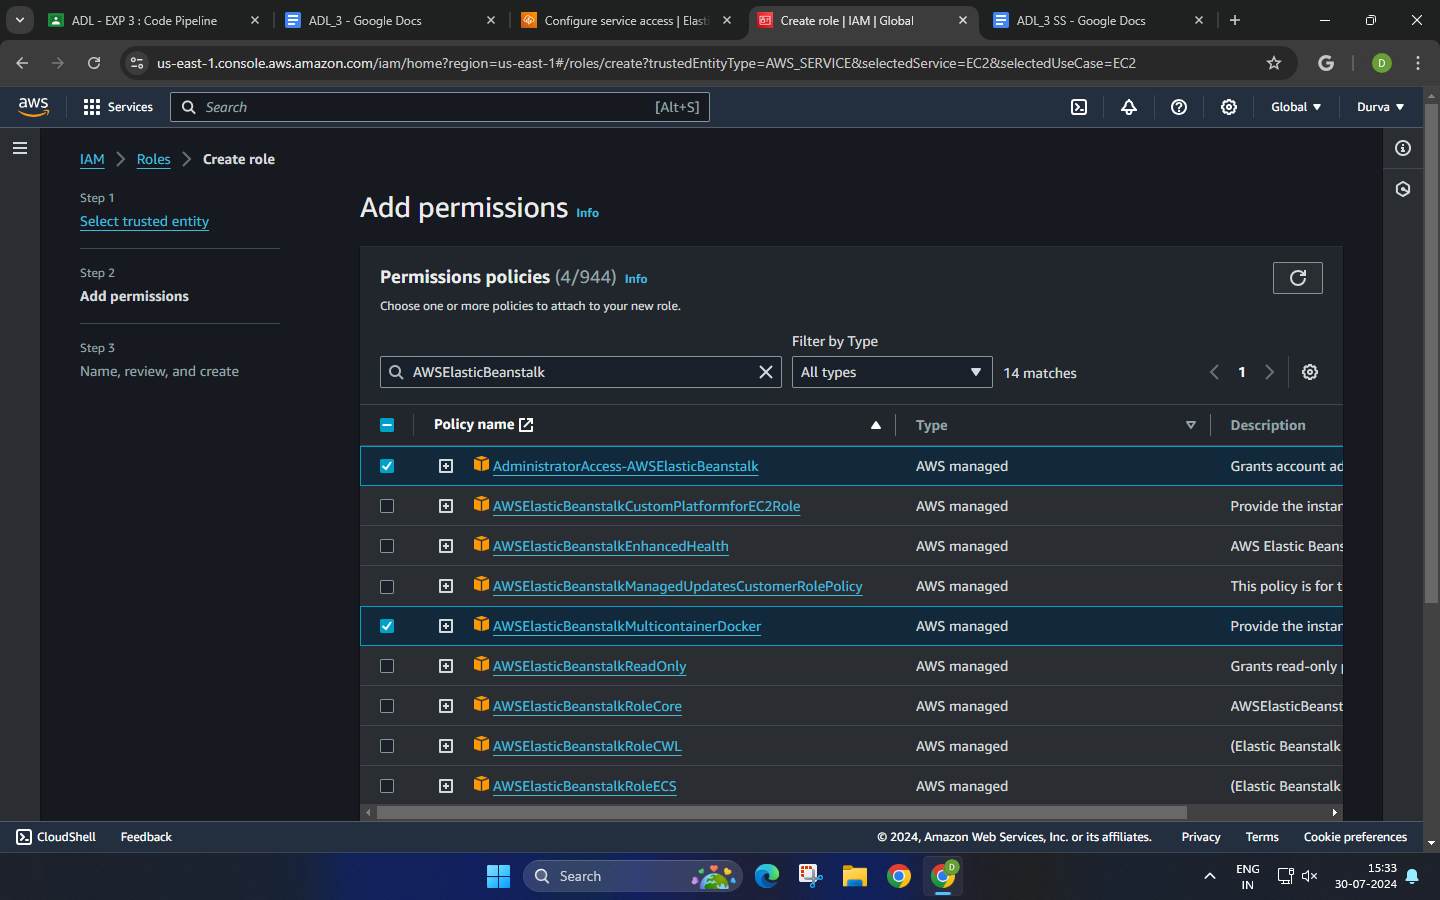 ADL - EXP 3 : Code Pipeline
ADL_3 - Google Docs
Configure service access | Elasti
Create role | IAM | Global
ADL_3 SS - Google Docs
us-east-1.console.aws.amazon.com/iam/home?region=us-east-1#/roles/create?trustedEntityType=AWS_SERVICE&selectedService=EC2&selectedUseCase=EC2
G
D
aws
Services
Search
[Alt+S]
Global
Durva
IAM
Roles
Create role
Step 1
Select trusted entity
Step 2
Add permissions
Step 3
Name, review, and create
Add permissions Info
Permissions policies (4/944) Info
Choose one or more policies to attach to your new role.
Filter by Type
AWSElasticBeanstalk
All types
14 matches
1
Policy name
Type
Description
AdministratorAccess-AWSElasticBeanstalk AWS managed Grants account ad
AWSElasticBeanstalkCustomPlatformforEC2Role AWS managed Provide the instan
AWSElasticBeanstalkEnhancedHealth AWS managed AWS Elastic Beans
AWSElasticBeanstalkManagedUpdatesCustomerRolePolicy AWS managed This policy is for t
AWSElasticBeanstalkMulticontainerDocker AWS managed Provide the instan
AWSElasticBeanstalkReadOnly AWS managed Grants read-only p
AWSElasticBeanstalkRoleCore AWS managed AWSElasticBeanst
AWSElasticBeanstalkRoleCWL AWS managed (Elastic Beanstalk
AWSElasticBeanstalkRoleECS AWS managed (Elastic Beanstalk
CloudShell
Feedback
© 2024, Amazon Web Services, Inc. or its affiliates.
Privacy
Terms
Cookie preferences
Search
D
ENG
IN
15:33
30-07-2024